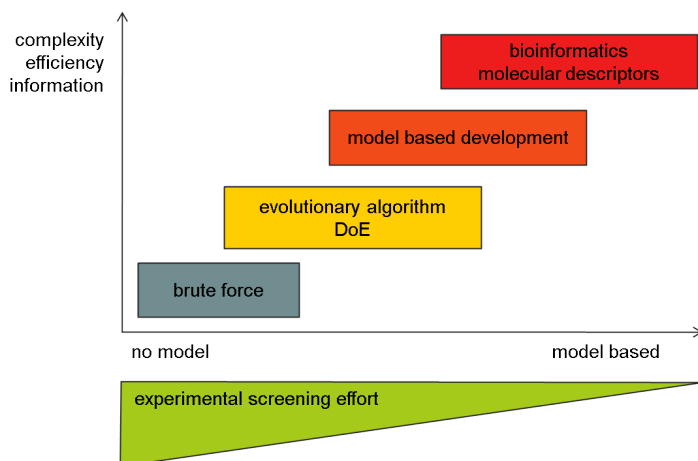 complexity
efficiency
information
bioinformatics
molecular descriptors
model based development
evolutionary algorithm
DoE
brute force
no model
model based
experimental screening effort